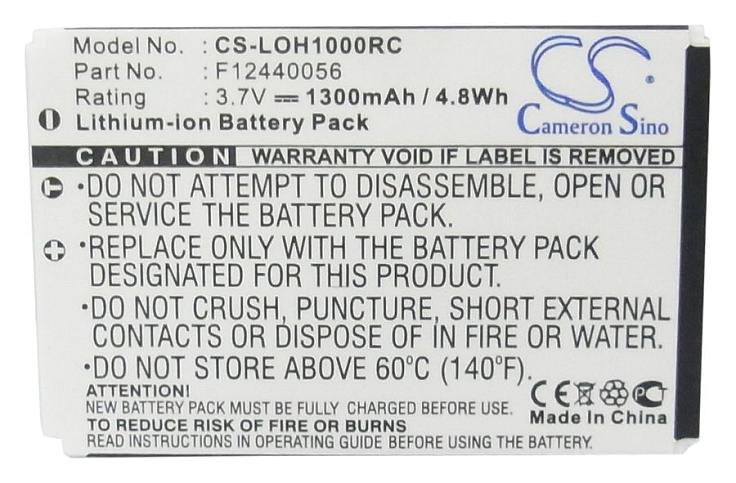 Model No. : CS-LOH1000RC
Part No. : F12440056
Rating : 3.7V 1300mAh / 4.8Wh
Lithium-ion Battery Pack
CS
Cameron Sino
CAUTION WARRANTY VOID IF LABEL IS REMOVED
•DO NOT ATTEMPT TO DISASSEMBLE, OPEN OR
SERVICE THE BATTERY PACK.
•REPLACE ONLY WITH THE BATTERY PACK
DESIGNATED FOR THIS PRODUCT.
•DO NOT CRUSH, PUNCTURE, SHORT EXTERNAL
CONTACTS OR DISPOSE OF IN FIRE OR WATER.
•DO NOT STORE ABOVE 60°C (140°F).
ATTENTION!
NEW BATTERY PACK MUST BE FULLY CHARGED BEFORE USE.
TO REDUCE RISK OF FIRE OR BURNS
READ INSTRUCTIONS IN OPERATING GUIDE BEFORE USING THE BATTERY.
CE
Made In China